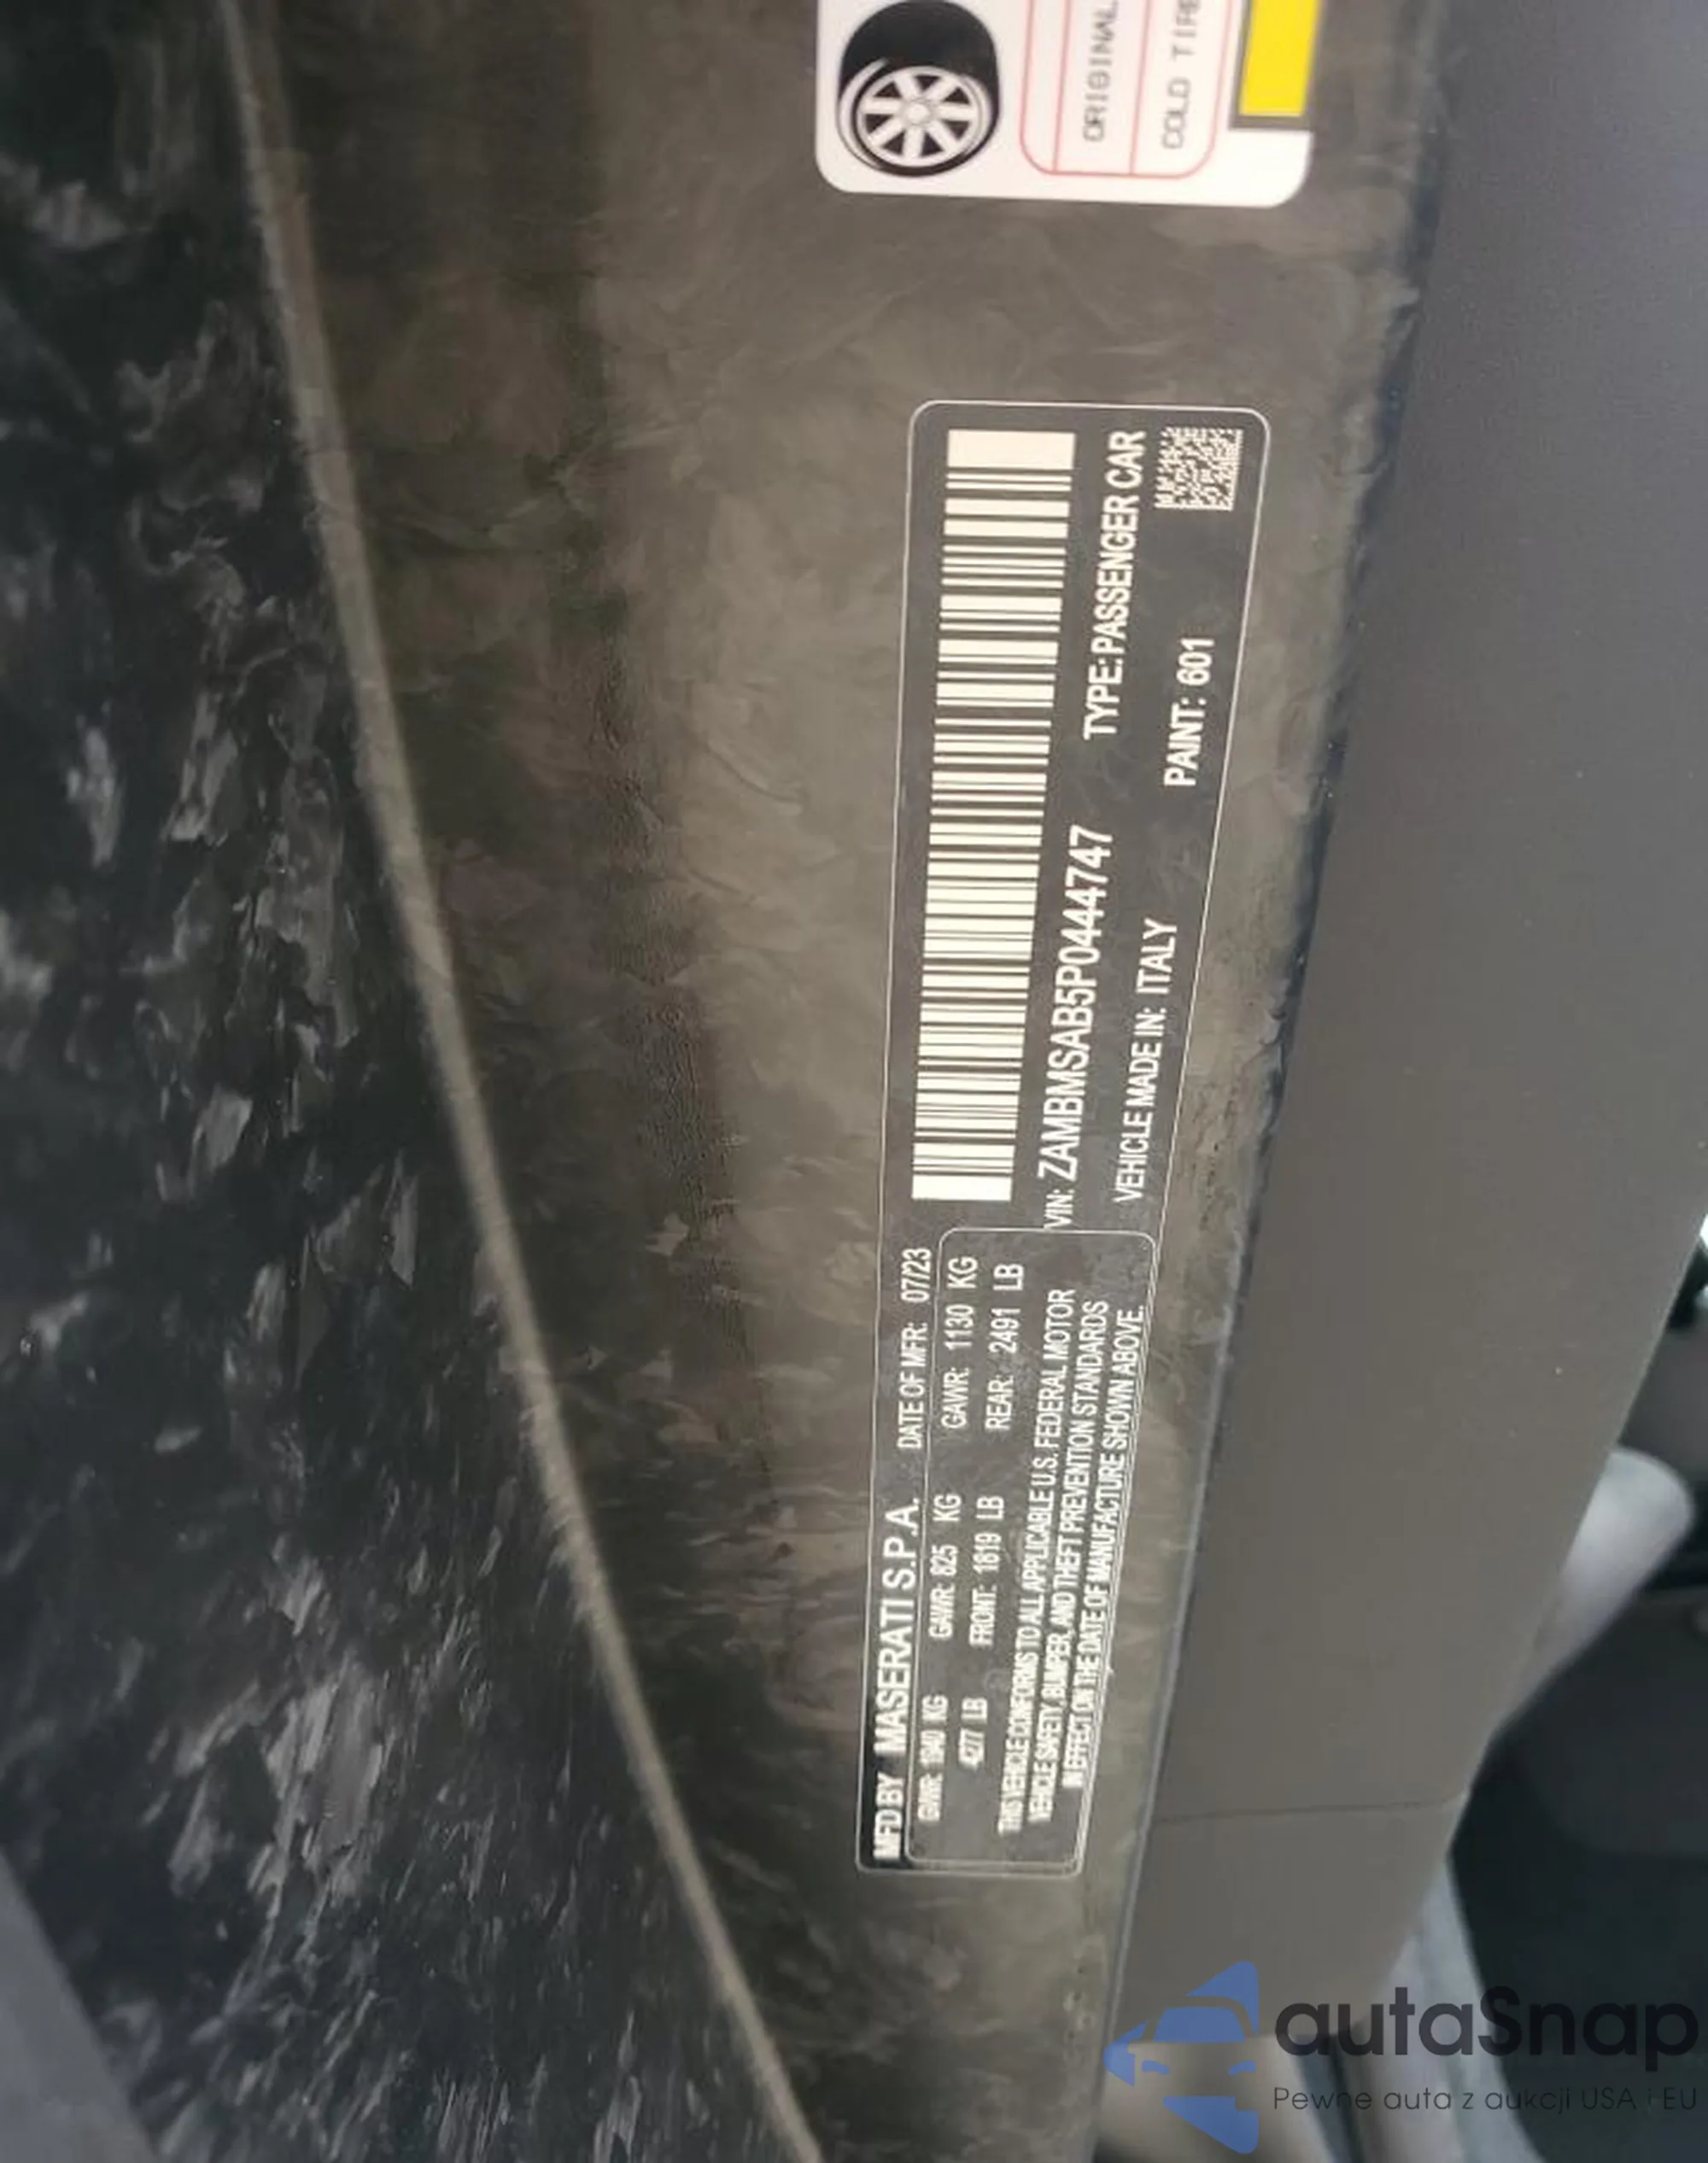 ORIGINAL
COLD TIRE
MFD BY MASERATI S.P.A. DATE OF MFR: 07/23
GVWR: 1940 KG GAWR: 825 KG GAWR: 1130 KG
4277 LB FRONT: 1819 LB REAR: 2491 LB
THIS VEHICLE CONFORMS TO ALL APPLICABLE U.S. FEDERAL MOTOR
VEHICLE SAFETY, BUMPER, AND THEFT PREVENTION STANDARDS
IN EFFECT ON THE DATE OF MANUFACTURE SHOWN ABOVE.
VIN: ZAMBMSAB5P0444747 TYPE: PASSENGER CAR
VEHICLE MADE IN: ITALY PAINT: 601
autaSnap
Pewne auta z aukcji USA i EU